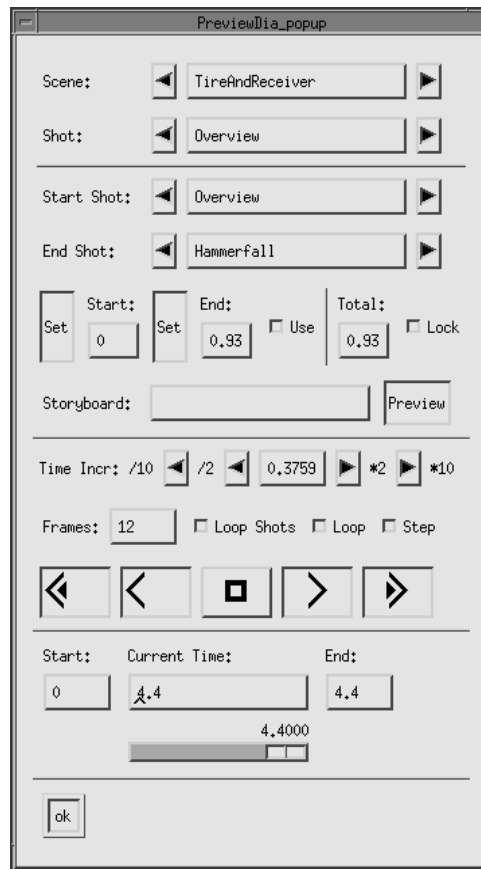 PreviewDia_popup
Scene: TireAndReceiver
Shot: Overview
Start Shot: Overview
End Shot: Hammerfall
Set Start: 0 Set End: 0.93 Use Total: 0.93 Lock
Storyboard: Preview
Time Incr: /10 /2 0.3759 *2 *10
Frames: 12 Loop Shots Loop Step
Start: Current Time: End:
0 4.4 4.4
4.4000
ok